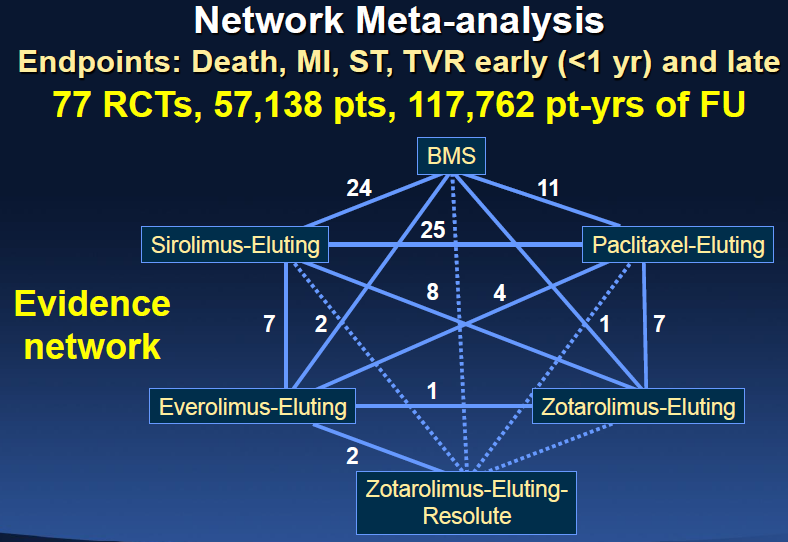 Network Meta-analysis
Endpoints: Death, MI, ST, TVR early (<1 yr) and late
77 RCTs, 57,138 pts, 117,762 pt-yrs of FU
BMS
24
11
25
Sirolimus-Eluting
Paclitaxel-Eluting
8
4
Evidence
network
7
2
1
7
1
Everolimus-Eluting
Zotarolimus-Eluting
2
Zotarolimus-Eluting-
Resolute